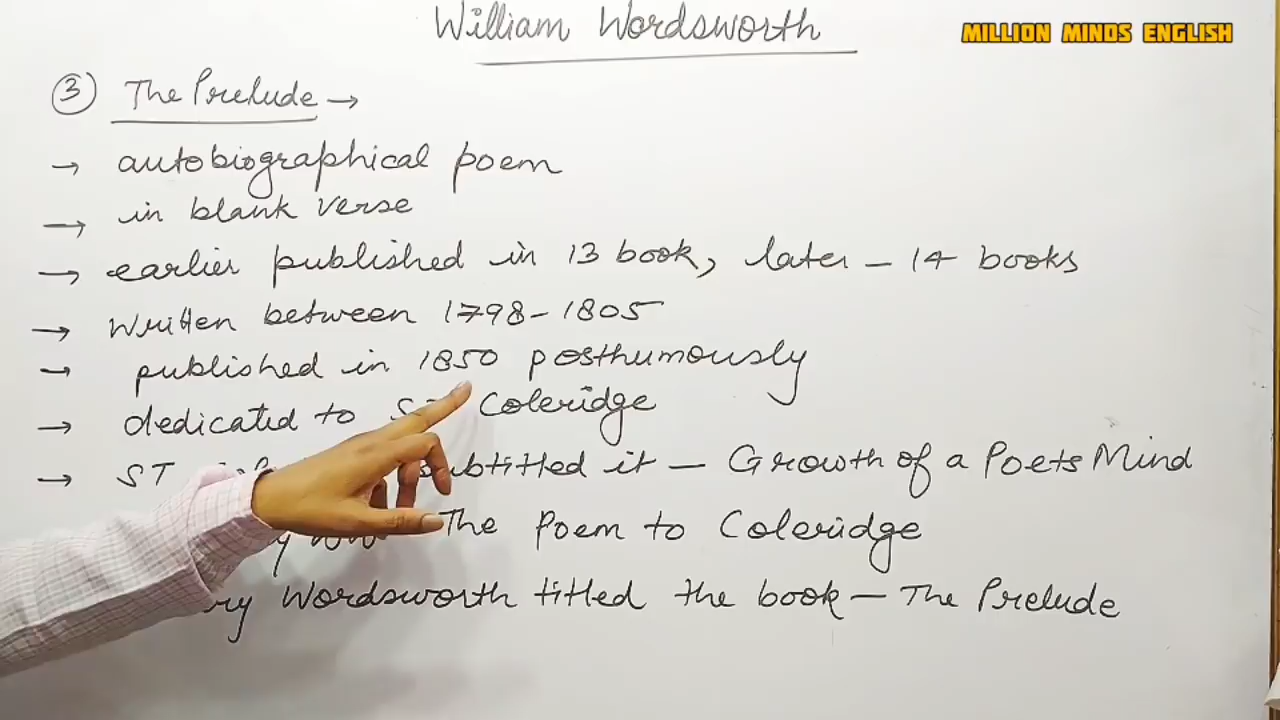 William Wordsworth
MILLION MINDS ENGLISH
③ The Prelude →
→ autobiographical poem
→ in blank verse
→ earlier published in 13 book, later - 14 books
→ Written between 1798-1805
→ published in 1850 posthumously
→ dedicated to Coleridge
→ ST subtitled it - Growth of a Poets Mind
The Poem to Coleridge
Wordsworth titled the book - The Prelude